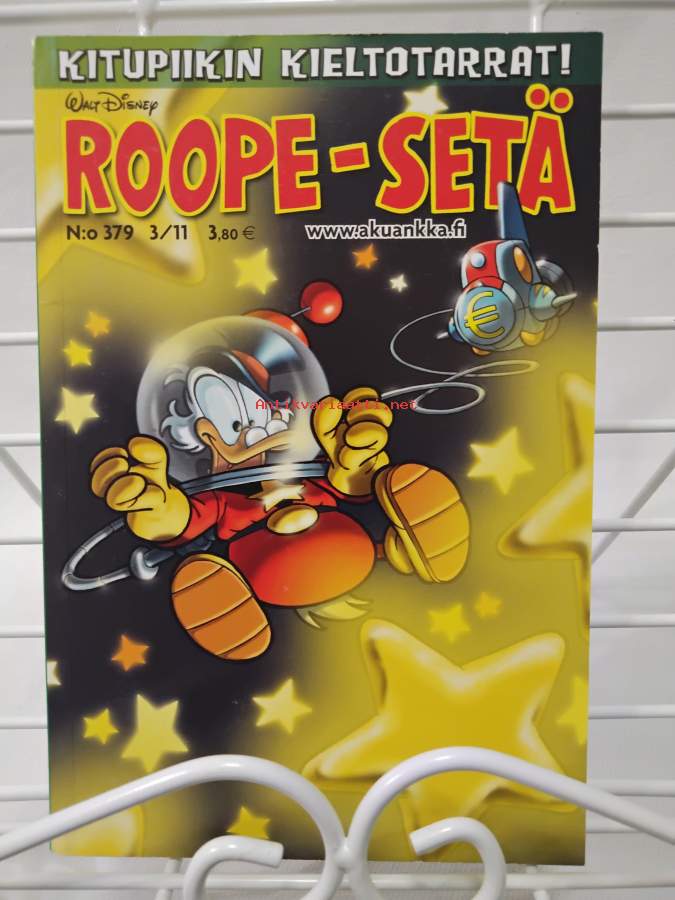 KITUPIIKIN KIELTOTARRAT!
WALT DISNEY
ROOPE-SETÄ
N:o 379 3/11 3,80 € www.akuankka.fi
€
Antikvariaatti.net